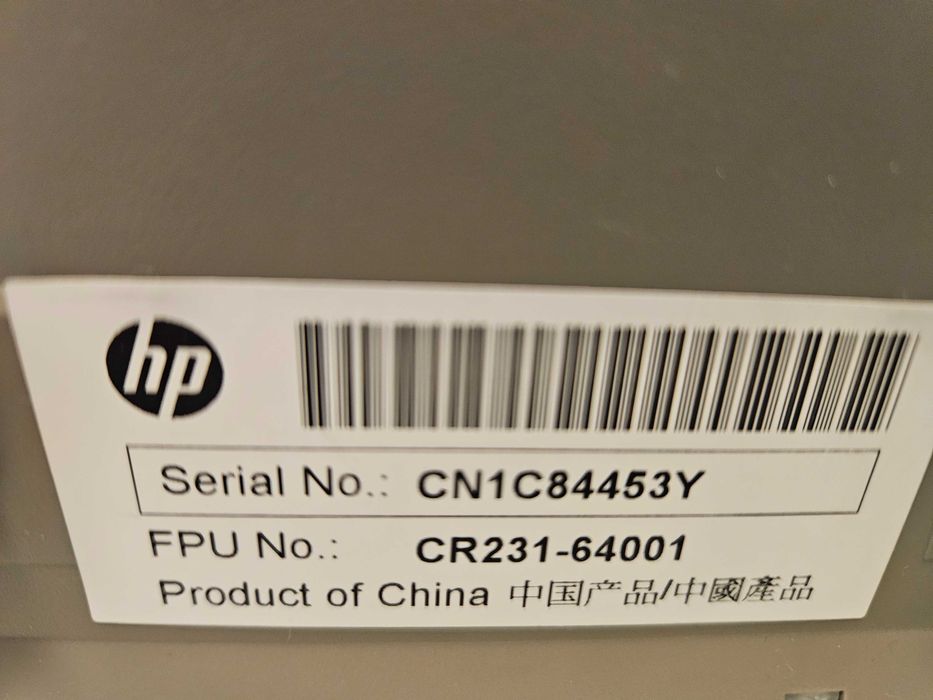 hp
Serial No.: CN1C84453Y
FPU No.: CR231-64001
Product of China 中国产品/中國產品